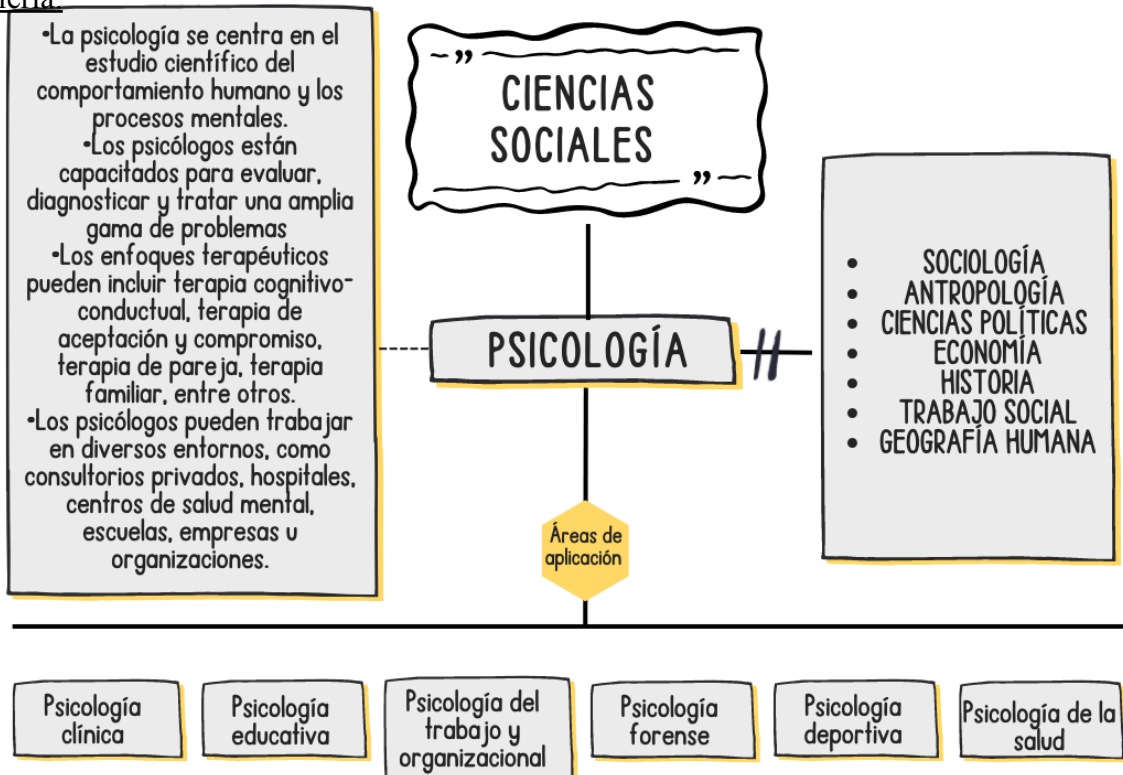 •La psicología se centra en el
estudio científico del
comportamiento humano y los
procesos mentales.
•Los psicólogos están
capacitados para evaluar,
diagnosticar y tratar una amplia
gama de problemas
•Los enfoques terapéuticos
pueden incluir terapia cognitivo-
conductual, terapia de
aceptación y compromiso,
terapia de pareja, terapia
familiar, entre otros.
•Los psicólogos pueden trabajar
en diversos entornos, como
consultorios privados, hospitales,
centros de salud mental,
escuelas, empresas u
organizaciones.
CIENCIAS
SOCIALES
PSICOLOGÍA
• SOCIOLOGÍA
• ANTROPOLOGÍA
• CIENCIAS POLÍTICAS
• ECONOMÍA
• HISTORIA
• TRABAJO SOCIAL
• GEOGRAFÍA HUMANA
Áreas de
aplicación
Psicología
clínica
Psicología
educativa
Psicología del
trabajo y
organizacional
Psicología
forense
Psicología
deportiva
Psicología de la
salud